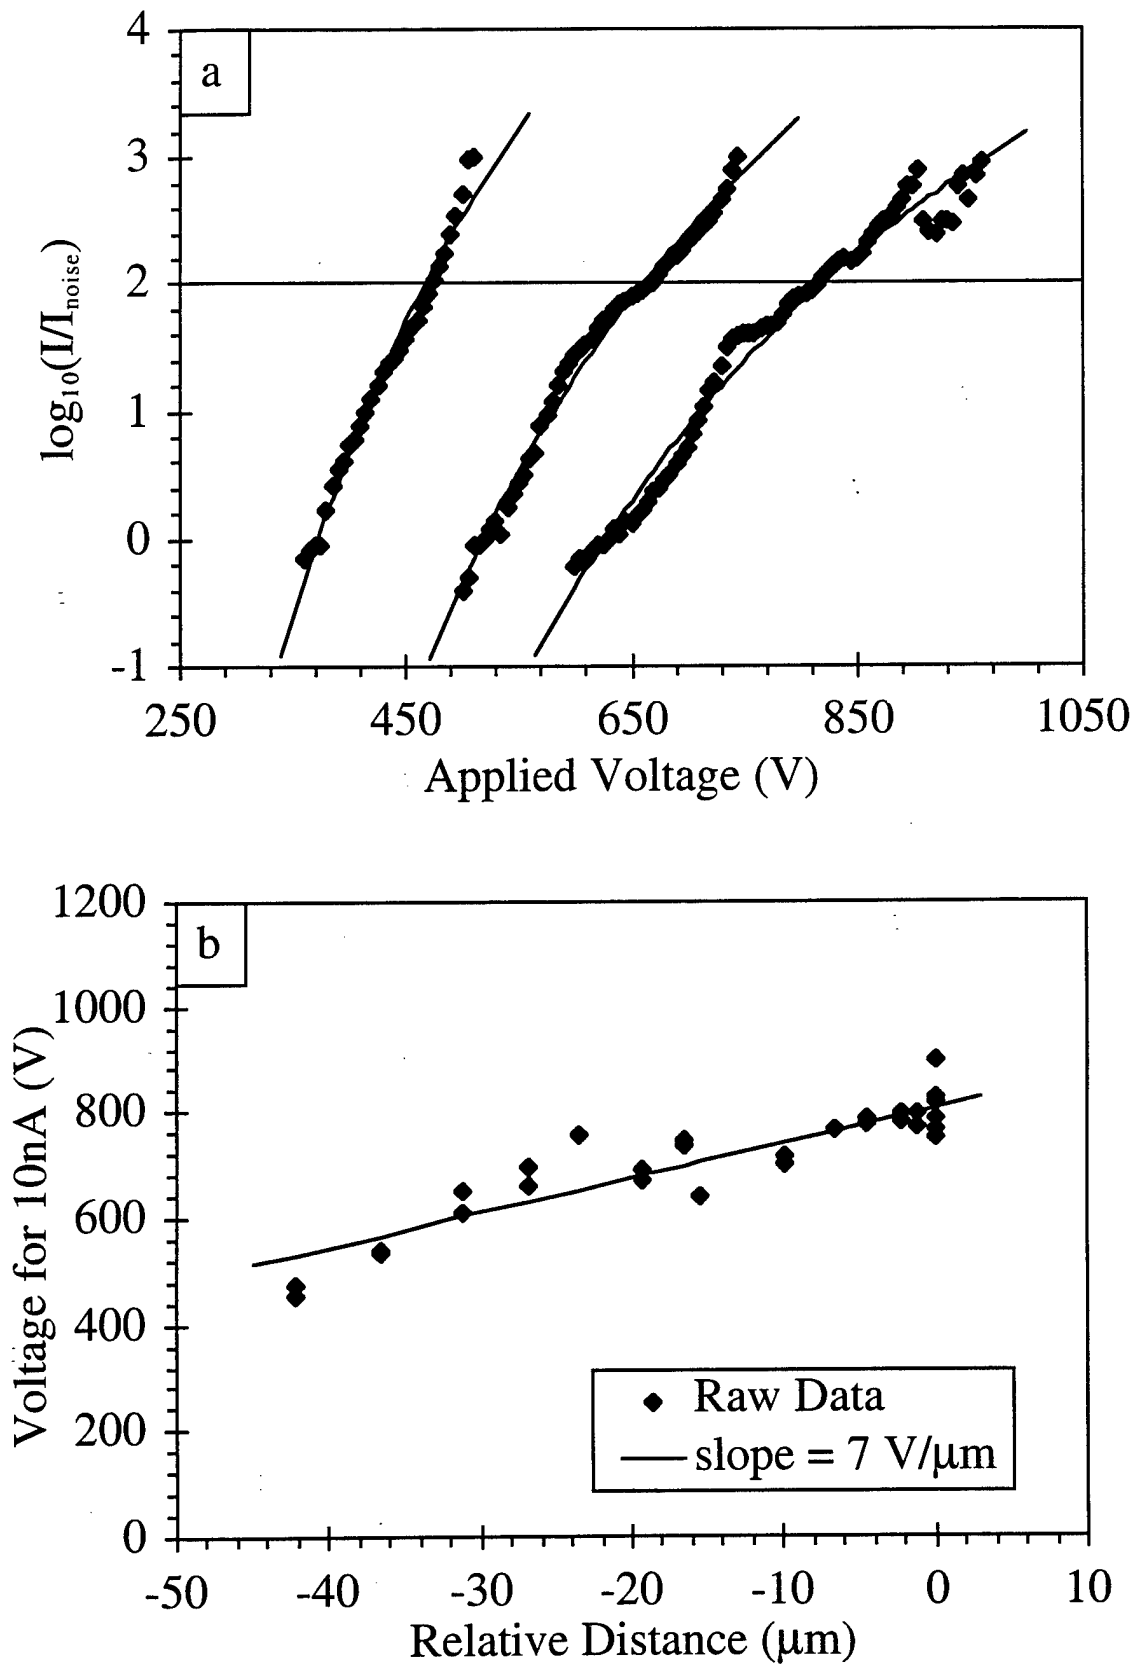 a
4
3
2
1
0
-1
log10(I/Inoise)
250 450 650 850 1050
Applied Voltage (V)
b
1200
1000
800
600
400
200
0
Voltage for 10nA (V)
Raw Data
slope = 7 V/μm
-50 -40 -30 -20 -10 0 10
Relative Distance (μm)